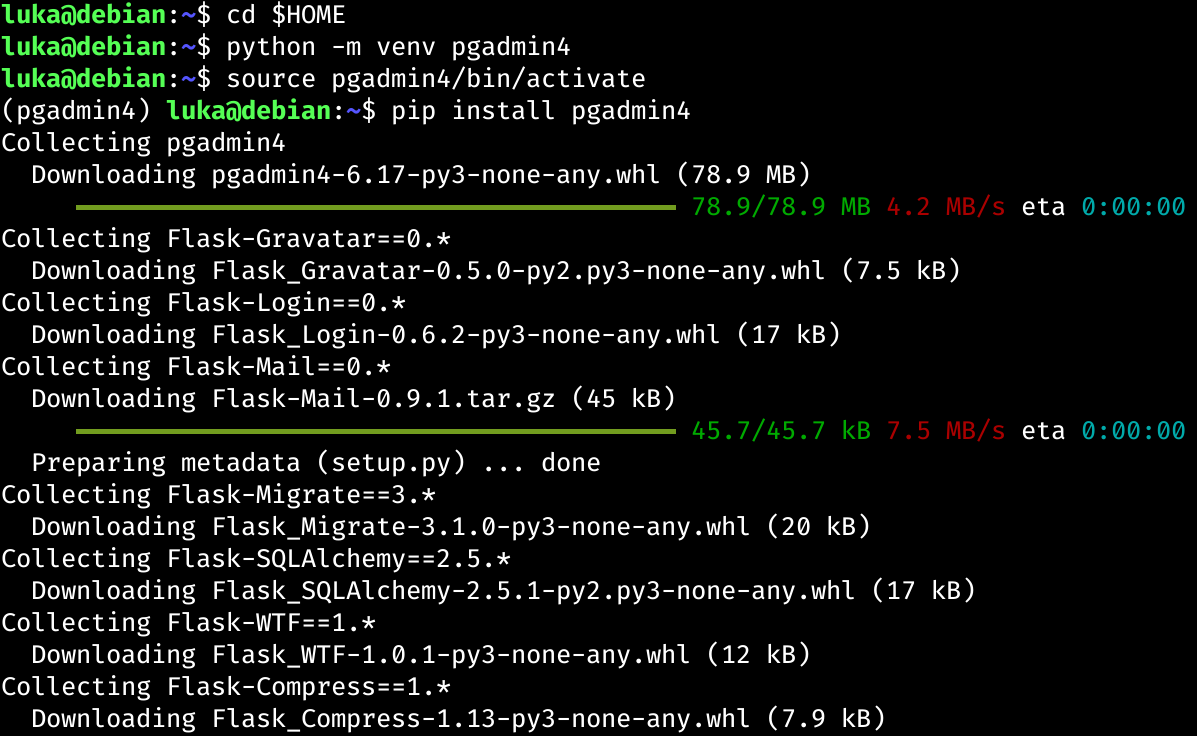 luka@debian:~$ cd $HOME
luka@debian:~$ python -m venv pgadmin4
luka@debian:~$ source pgadmin4/bin/activate
(pgadmin4) luka@debian:~$ pip install pgadmin4
Collecting pgadmin4
  Downloading pgadmin4-6.17-py3-none-any.whl (78.9 MB)
78.9/78.9 MB 4.2 MB/s eta 0:00:00
Collecting Flask-Gravatar==0.*
  Downloading Flask_Gravatar-0.5.0-py2.py3-none-any.whl (7.5 kB)
Collecting Flask-Login==0.*
  Downloading Flask_Login-0.6.2-py3-none-any.whl (17 kB)
Collecting Flask-Mail==0.*
  Downloading Flask-Mail-0.9.1.tar.gz (45 kB)
45.7/45.7 kB 7.5 MB/s eta 0:00:00
  Preparing metadata (setup.py) ... done
Collecting Flask-Migrate==3.*
  Downloading Flask_Migrate-3.1.0-py3-none-any.whl (20 kB)
Collecting Flask-SQLAlchemy==2.5.*
  Downloading Flask_SQLAlchemy-2.5.1-py2.py3-none-any.whl (17 kB)
Collecting Flask-WTF==1.*
  Downloading Flask_WTF-1.0.1-py3-none-any.whl (12 kB)
Collecting Flask-Compress==1.*
  Downloading Flask_Compress-1.13-py3-none-any.whl (7.9 kB)